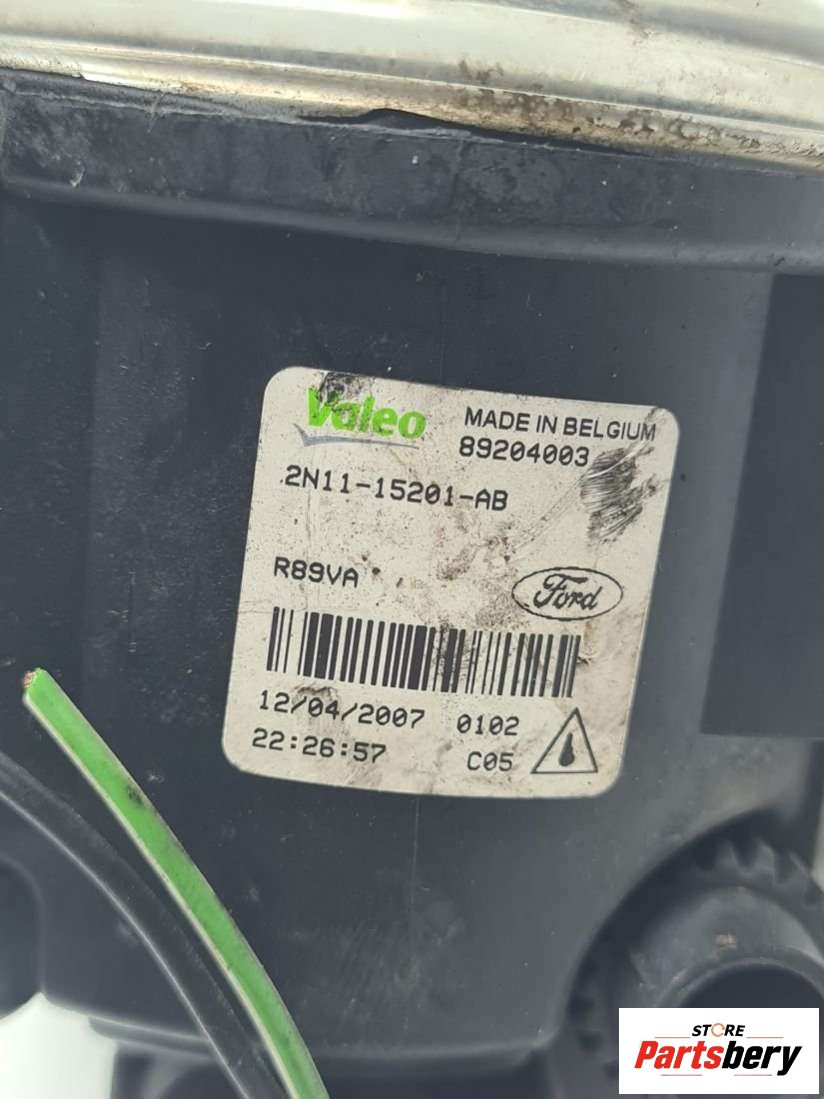 Valeo MADE IN BELGIUM
89204003
2N11-15201-AB
R89VA Ford
12/04/2007 0102
22:26:57 C05
STORE
Partsbery